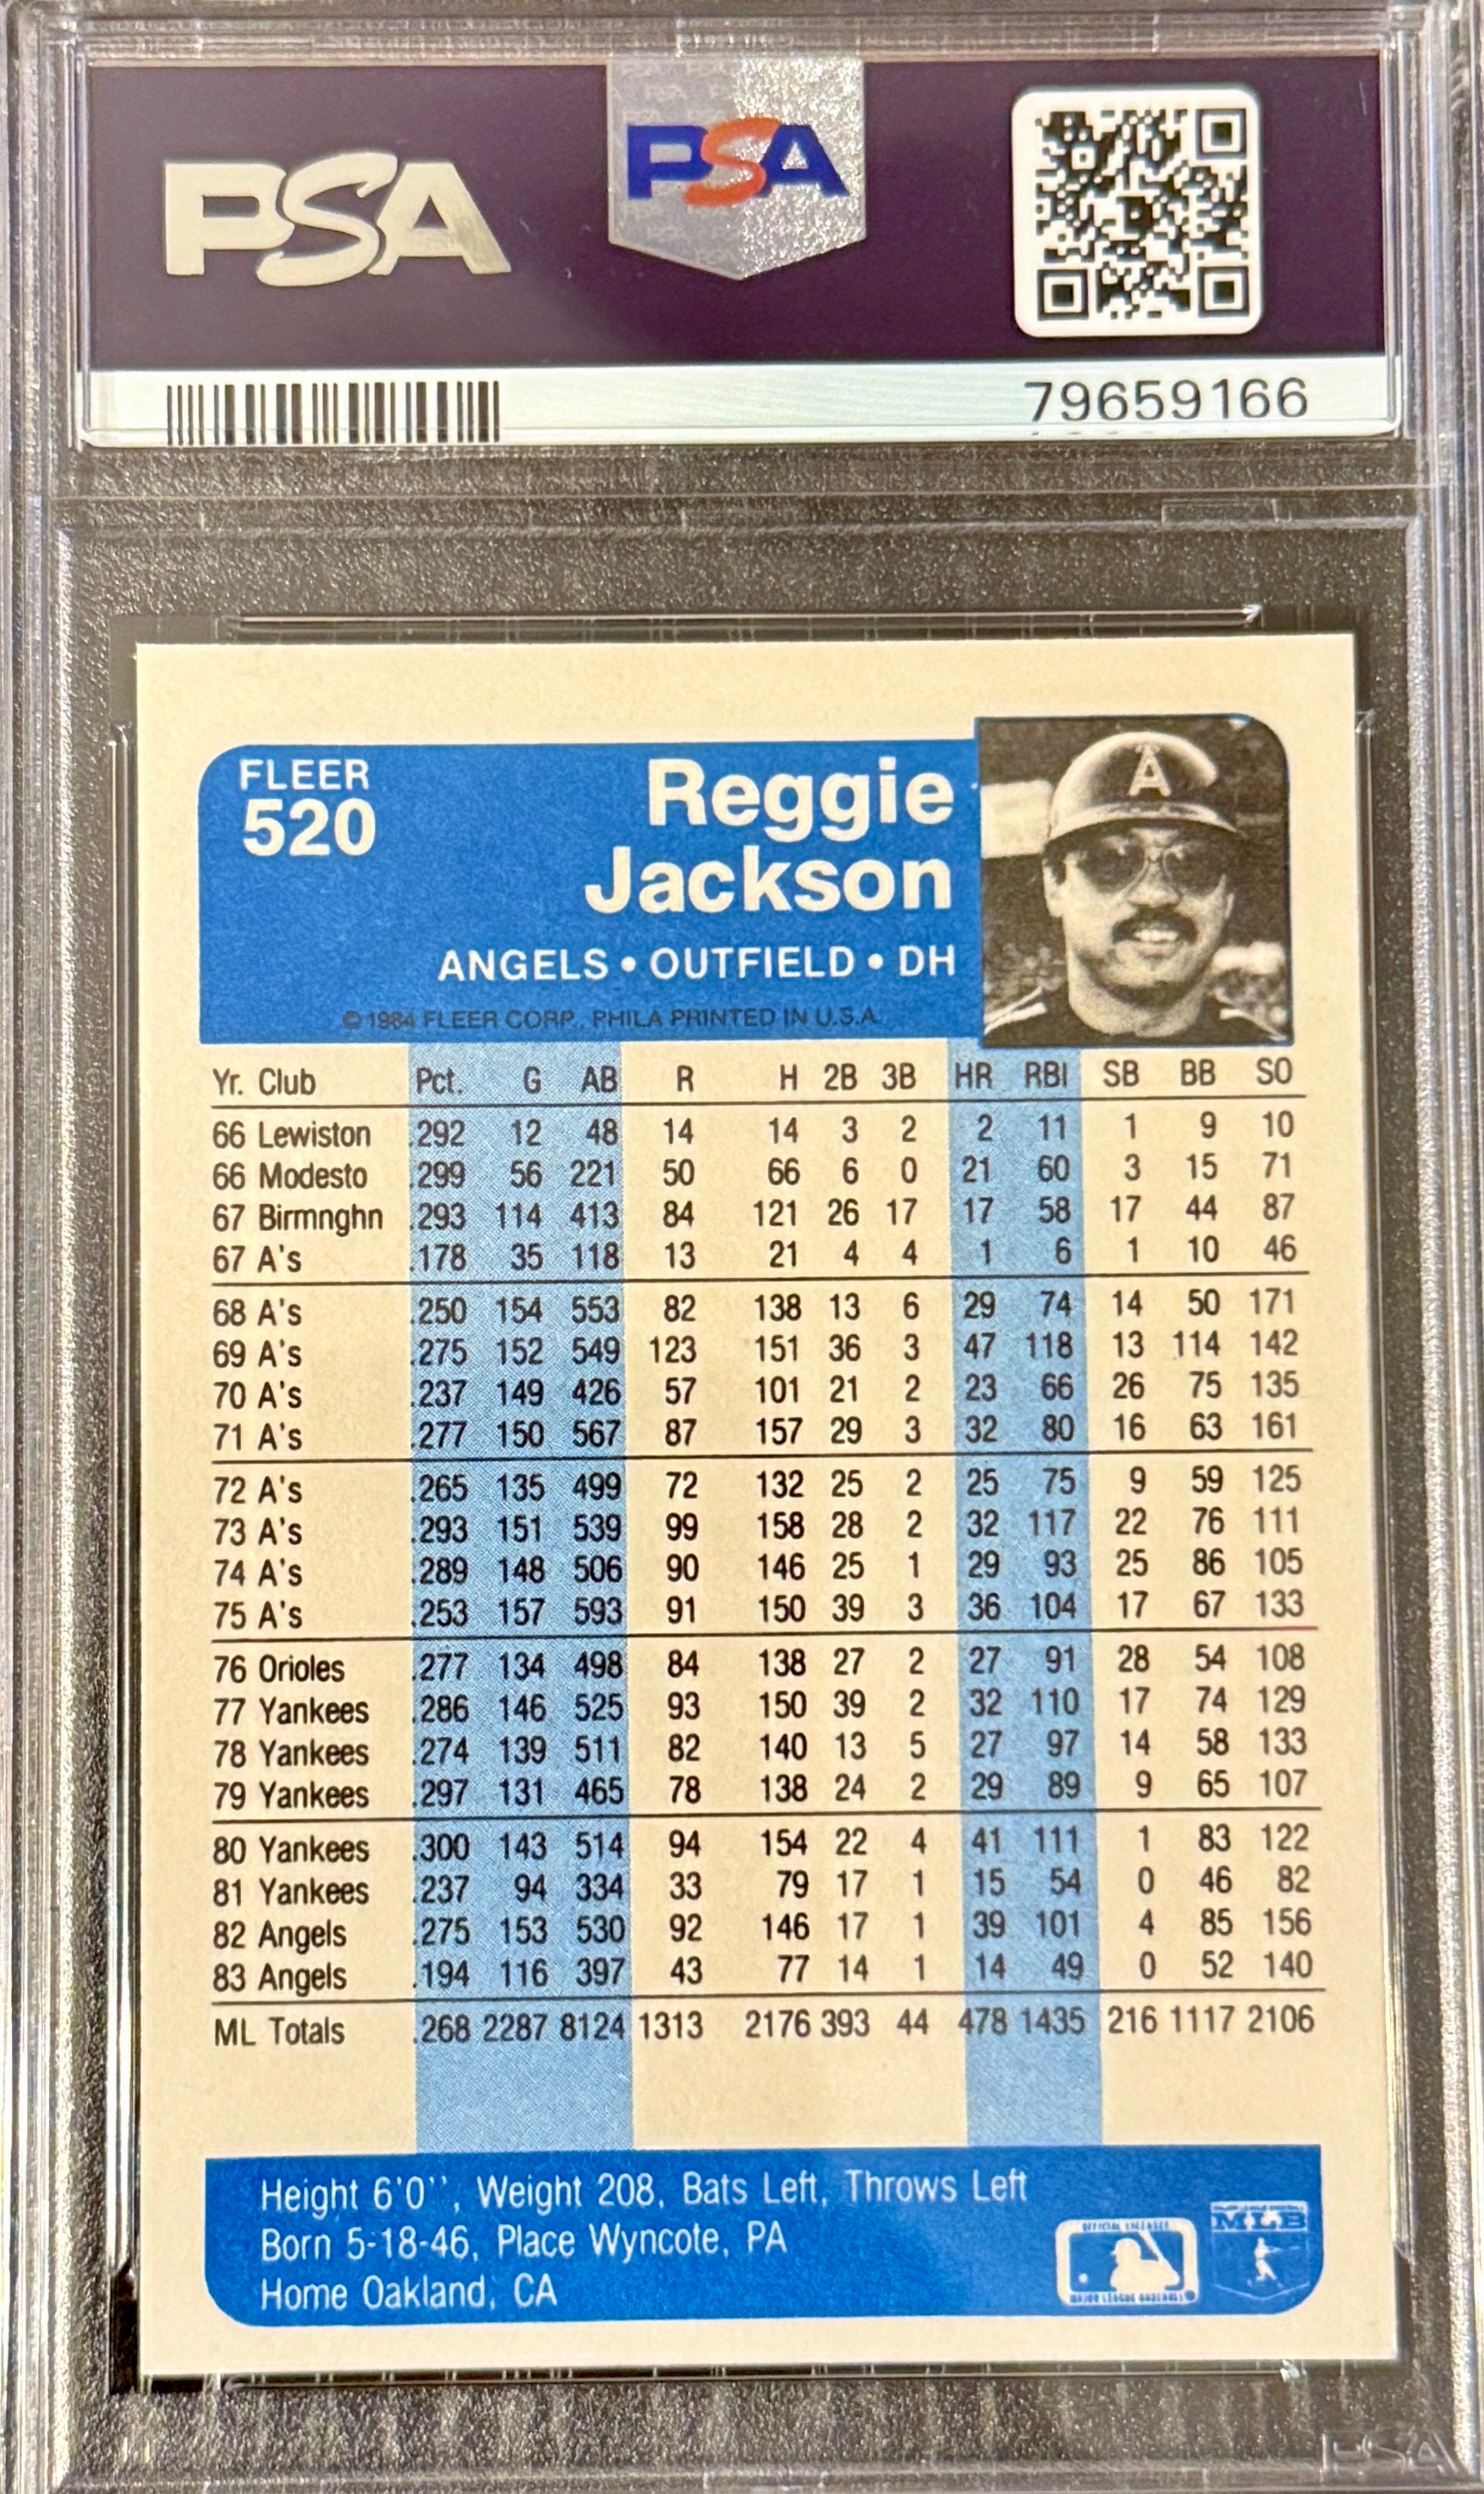 PSA
PSA
79659166
FLEER
520
Reggie
Jackson
ANGELS • OUTFIELD • DH
© 1984 FLEER CORP., PHILA PRINTED IN U.S.A.
Yr. Club Pct. G AB R H 2B 3B HR RBI SB BB SO
66 Lewiston .292 12 48 14 14 3 2 2 11 1 9 10
66 Modesto .299 56 221 50 66 6 0 21 60 3 15 71
67 Birmnghn .293 114 413 84 121 26 17 17 58 17 44 87
67 A's .178 35 118 13 21 4 4 1 6 1 10 46
68 A's .250 154 553 82 138 13 6 29 74 14 50 171
69 A's .275 152 549 123 151 36 3 47 118 13 114 142
70 A's .237 149 426 57 101 21 2 23 66 26 75 135
71 A's .277 150 567 87 157 29 3 32 80 16 63 161
72 A's .265 135 499 72 132 25 2 25 75 9 59 125
73 A's .293 151 539 99 158 28 2 32 117 22 76 111
74 A's .289 148 506 90 146 25 1 29 93 25 86 105
75 A's .253 157 593 91 150 39 3 36 104 17 67 133
76 Orioles .277 134 498 84 138 27 2 27 91 28 54 108
77 Yankees .286 146 525 93 150 39 2 32 110 17 74 129
78 Yankees .274 139 511 82 140 13 5 27 97 14 58 133
79 Yankees .297 131 465 78 138 24 2 29 89 9 65 107
80 Yankees .300 143 514 94 154 22 4 41 111 1 83 122
81 Yankees .237 94 334 33 79 17 1 15 54 0 46 82
82 Angels .275 153 530 92 146 17 1 39 101 4 85 156
83 Angels .194 116 397 43 77 14 1 14 49 0 52 140
ML Totals .268 2287 8124 1313 2176 393 44 478 1435 216 1117 2106
Height 6'0'', Weight 208, Bats Left, Throws Left
Born 5-18-46, Place Wyncote, PA
Home Oakland, CA
OFFICIAL LICENSEE
MAJOR LEAGUE BASEBALL
MLB
PSA